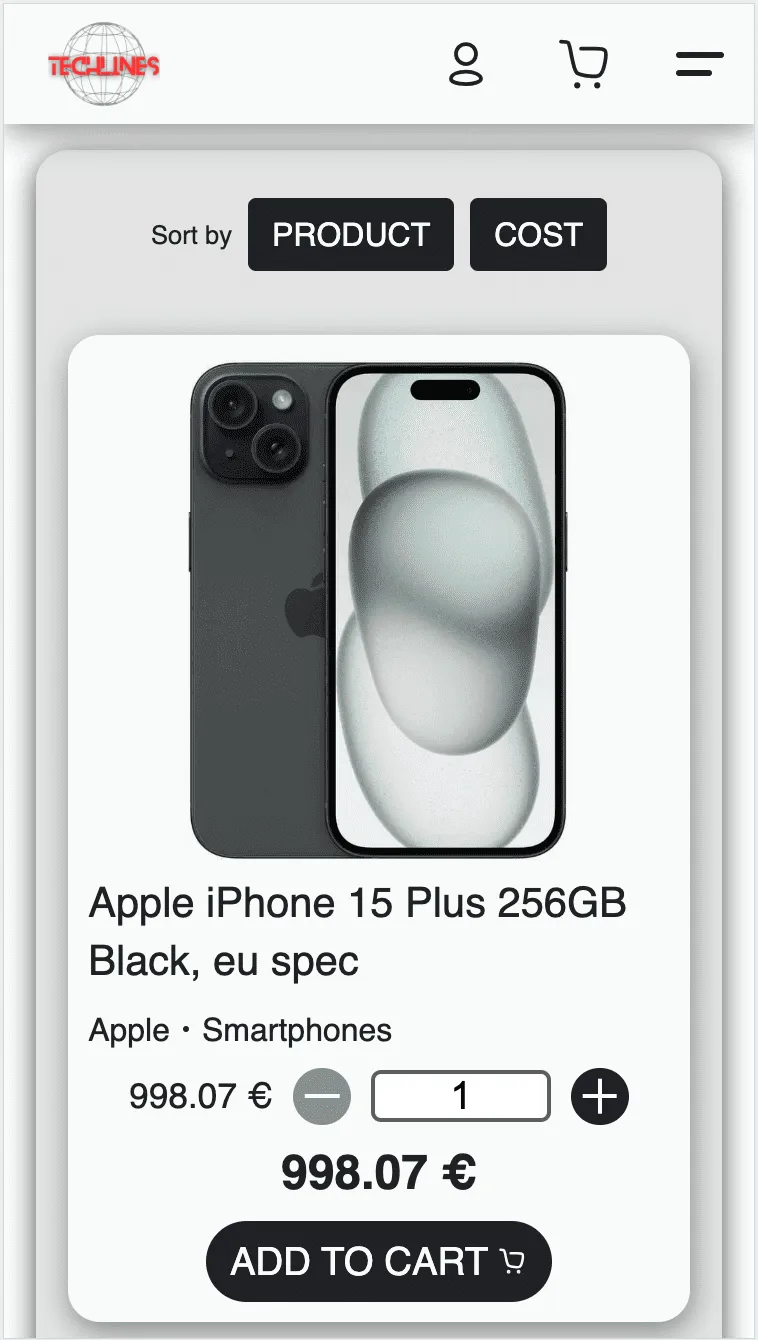 TECHLINES
Sort by PRODUCT COST
Apple iPhone 15 Plus 256GB
Black, eu spec
Apple • Smartphones
998.07 € 1
998.07 €
ADD TO CART